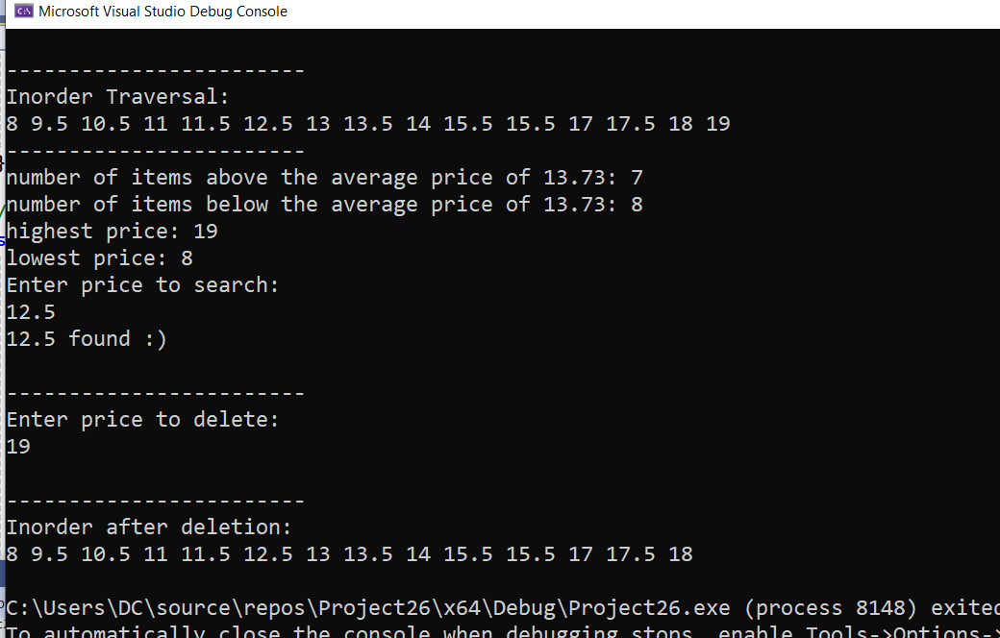 Microsoft Visual Studio Debug Console
------------------------
Inorder Traversal:
8 9.5 10.5 11 11.5 12.5 13 13.5 14 15.5 15.5 17 17.5 18 19
------------------------
number of items above the average price of 13.73: 7
number of items below the average price of 13.73: 8
highest price: 19
lowest price: 8
Enter price to search:
12.5
12.5 found :)
------------------------
Enter price to delete:
19
------------------------
Inorder after deletion:
8 9.5 10.5 11 11.5 12.5 13 13.5 14 15.5 15.5 17 17.5 18
C:\Users\DC\source\repos\Project26\x64\Debug\Project26.exe (process 8148) exited
To automatically close the console when debugging stops, enable Tools->Options->